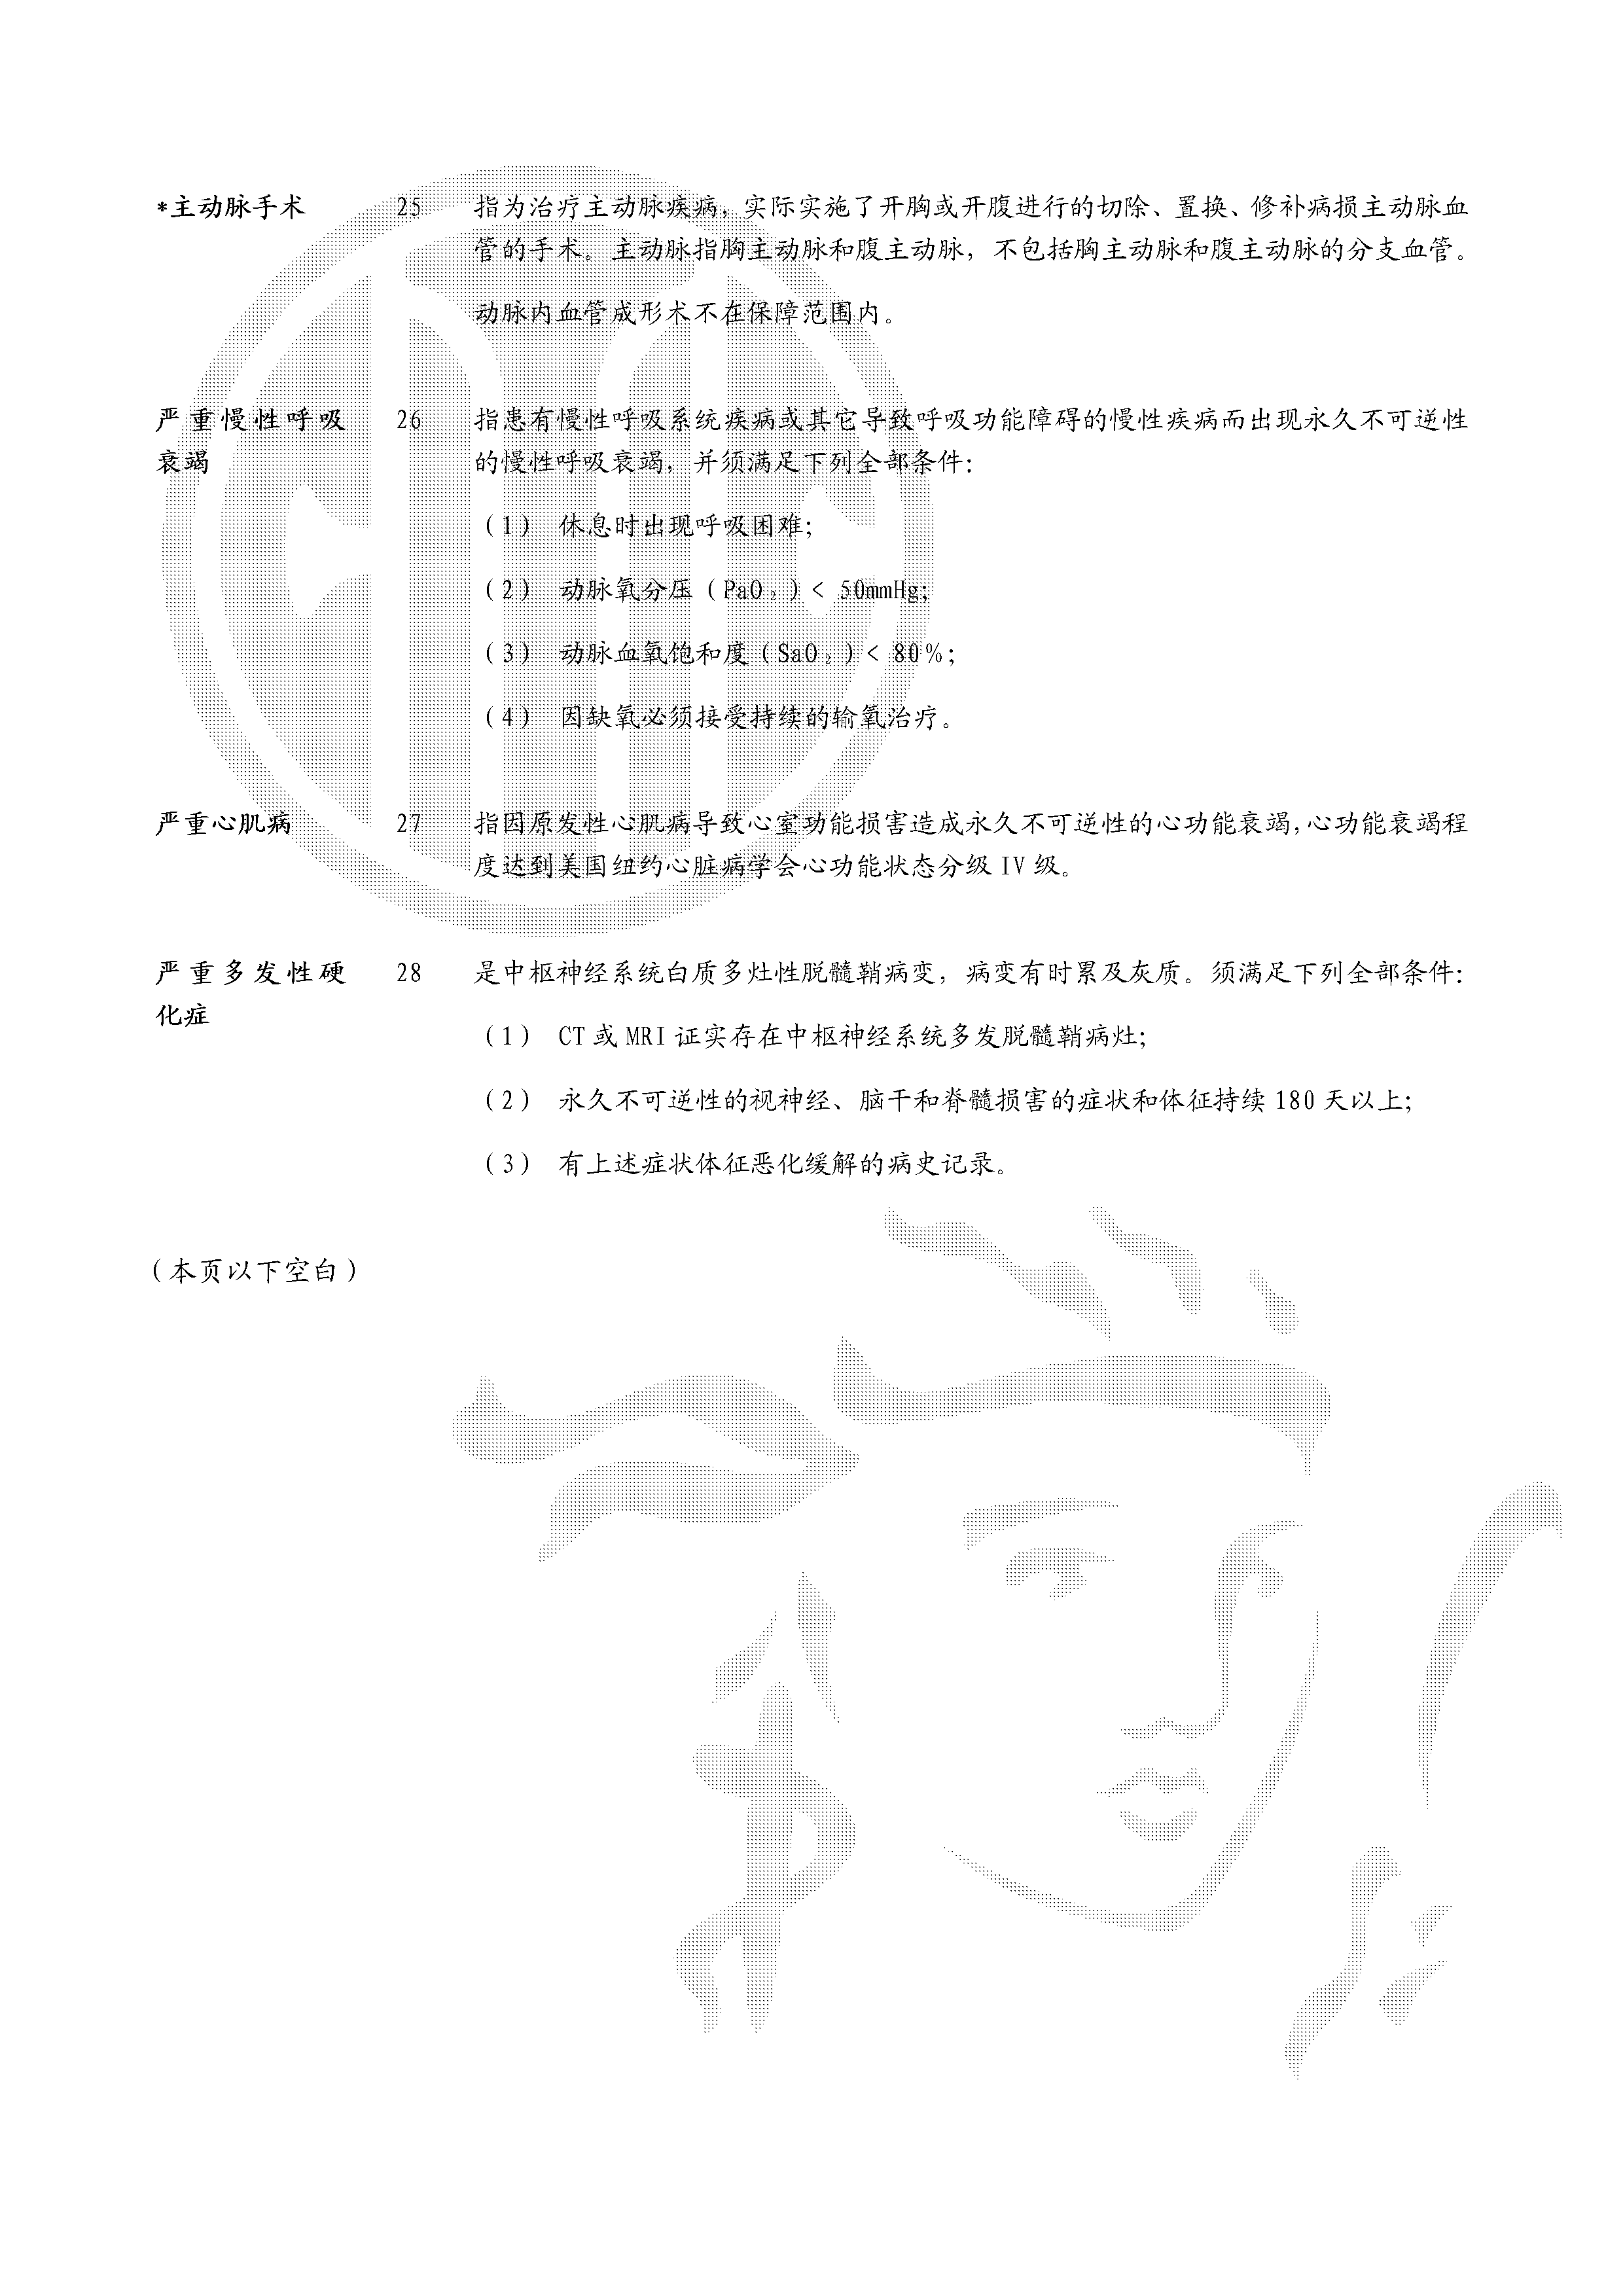 *主动脉手术 25 指为治疗主动脉疾病，实际实施了开胸或开腹进行的切除、置换、修补病损主动脉血
管的手术。主动脉指胸主动脉和腹主动脉，不包括胸主动脉和腹主动脉的分支血管。
动脉内血管成形术不在保障范围内。
严重慢性呼吸 26 指患有慢性呼吸系统疾病或其它导致呼吸功能障碍的慢性疾病而出现永久不可逆性
衰竭 的慢性呼吸衰竭，并须满足下列全部条件：
（1） 休息时出现呼吸困难；
（2） 动脉氧分压（PaO₂）< 50mmHg；
（3） 动脉血氧饱和度（SaO₂）< 80%；
（4） 因缺氧必须接受持续的输氧治疗。
严重心肌病 27 指因原发性心肌病导致心室功能损害造成永久不可逆性的心功能衰竭，心功能衰竭程
度达到美国纽约心脏病学会心功能状态分级 IV 级。
严重多发性硬 28 是中枢神经系统白质多灶性脱髓鞘病变，病变有时累及灰质。须满足下列全部条件：
化症
（1） CT 或 MRI 证实存在中枢神经系统多发脱髓鞘病灶；
（2） 永久不可逆性的视神经、脑干和脊髓损害的症状和体征持续 180 天以上；
（3） 有上述症状体征恶化缓解的病史记录。
（本页以下空白）